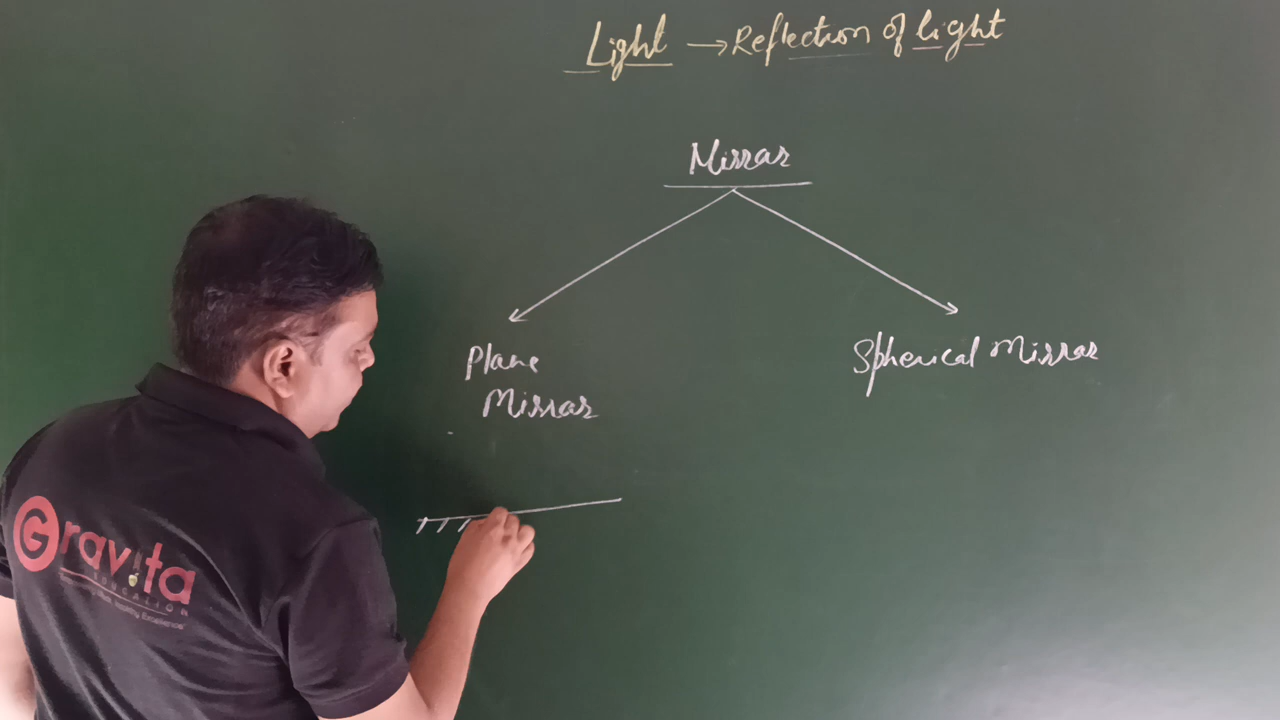 Light → Reflection of light
Mirror
Plane
Mirror
Spherical Mirror
Gravita
EDUCATION